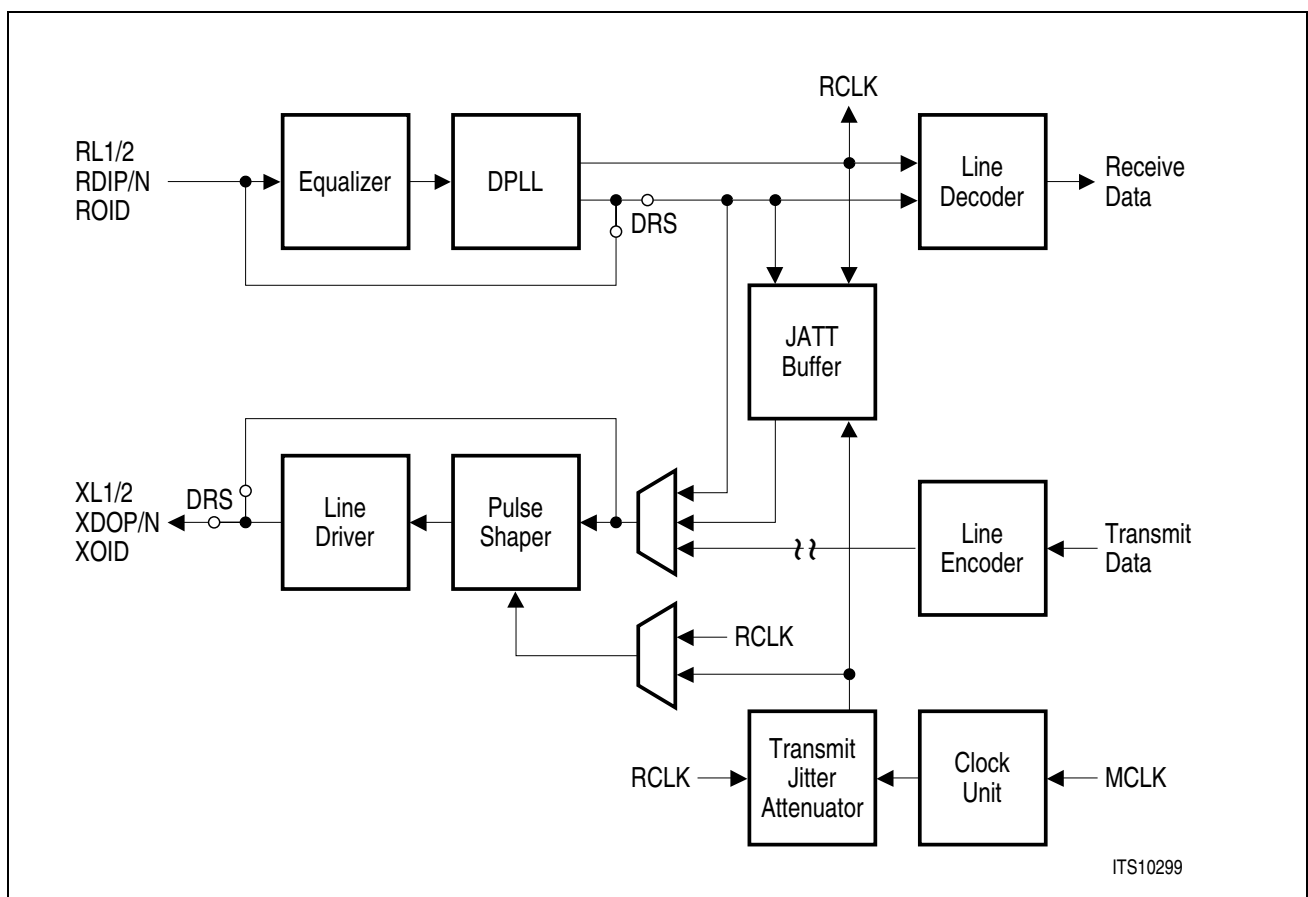 RCLK
RL1/2
RDIP/N
ROID
Equalizer
DPLL
DRS
Line
Decoder
Receive
Data
JATT
Buffer
XL1/2
XDOP/N
XOID
DRS
Line
Driver
Pulse
Shaper
Line
Encoder
Transmit
Data
RCLK
RCLK
Transmit
Jitter
Attenuator
Clock
Unit
MCLK
ITS10299